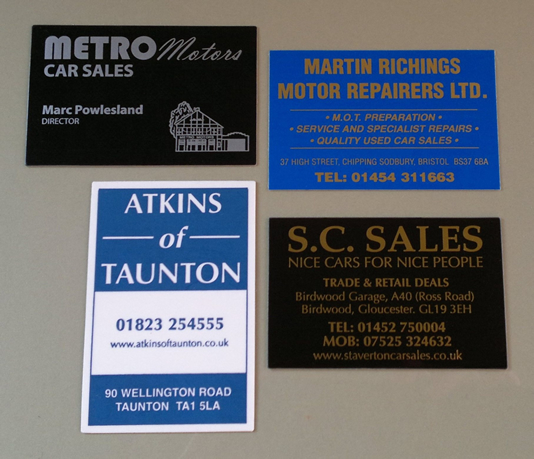 METRO Motors
CAR SALES
Marc Powlesland
DIRECTOR
MARTIN RICHINGS
MOTOR REPAIRERS LTD.
• M.O.T. PREPARATION •
• SERVICE AND SPECIALIST REPAIRS •
• QUALITY USED CAR SALES •
37 HIGH STREET, CHIPPING SODBURY, BRISTOL. BS37 6BA
TEL: 01454 311663
ATKINS
of
TAUNTON
01823 254555
www.atkinsoftaunton.co.uk
90 WELLINGTON ROAD
TAUNTON TA1 5LA
S.C. SALES
NICE CARS FOR NICE PEOPLE
TRADE & RETAIL DEALS
Birdwood Garage, A40 (Ross Road)
Birdwood, Gloucester. GL19 3EH
TEL: 01452 750004
MOB: 07525 324632
www.stavertoncarsales.co.uk